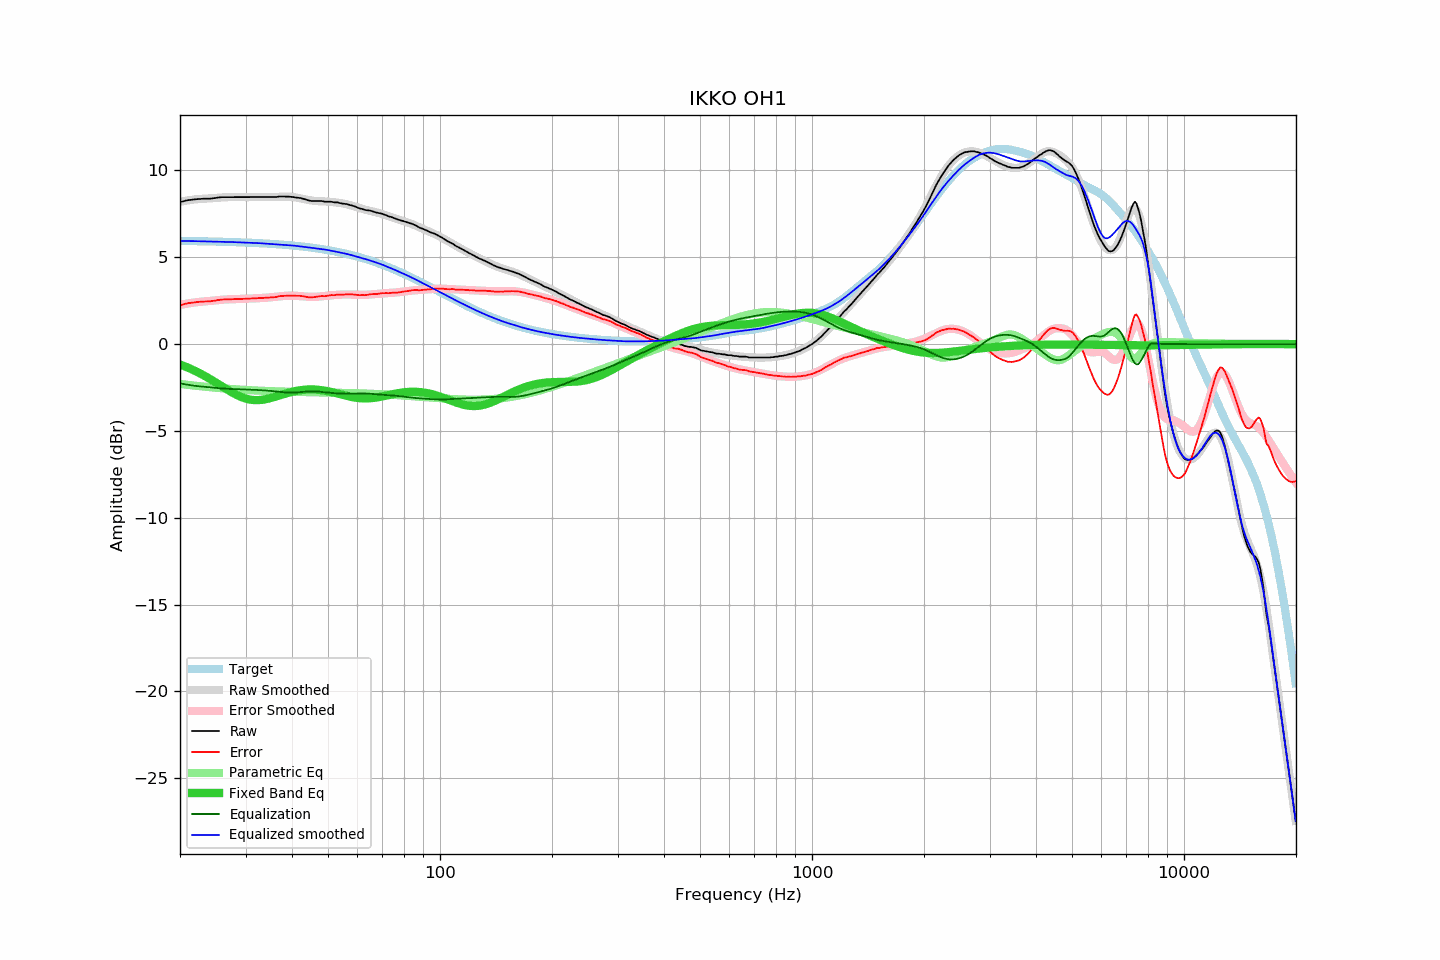 IKKO OH1
Amplitude (dBr)
10
5
0
−5
−10
−15
−20
−25
Target
Raw Smoothed
Error Smoothed
Raw
Error
Parametric Eq
Fixed Band Eq
Equalization
Equalized smoothed
100
1000
10000
Frequency (Hz)